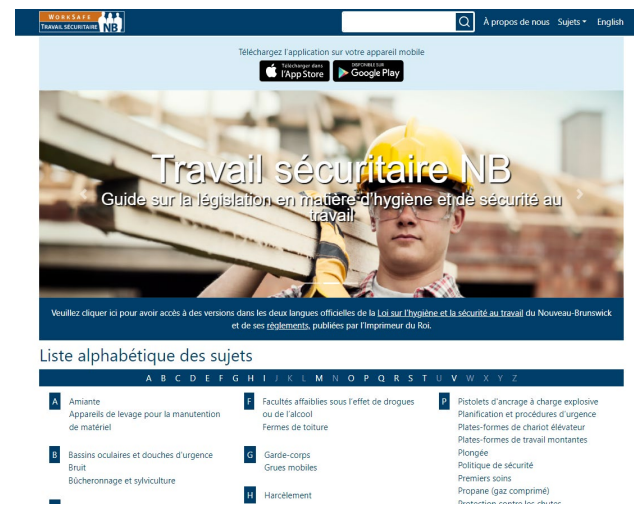 WORKSAFE
TRAVAIL SÉCURITAIRE NB
À propos de nous Sujets English
Téléchargez l'application sur votre appareil mobile
Télécharger dans
l'App Store
DISPONIBLE SUR
Google Play
Travail sécuritaire NB
Guide sur la législation en matière d'hygiène et de sécurité au
travail
Veuillez cliquer ici pour avoir accès à des versions dans les deux langues officielles de la Loi sur l'hygiène et la sécurité au travail du Nouveau-Brunswick
et de ses règlements, publiées par l'Imprimeur du Roi.
Liste alphabétique des sujets
A B C D E F G H I J K L M N O P Q R S T U V W X Y Z
A Amiante
Appareils de levage pour la manutention
de matériel
B Bassins oculaires et douches d'urgence
Bruit
Bûcheronnage et sylviculture
F Facultés affaiblies sous l'effet de drogues
ou de l'alcool
Fermes de toiture
G Garde-corps
Grues mobiles
H Harcèlement
P Pistolets d'ancrage à charge explosive
Planification et procédures d'urgence
Plates-formes de chariot élévateur
Plates-formes de travail montantes
Plongée
Politique de sécurité
Premiers soins
Propane (gaz comprimé)
Protection contre les chutes